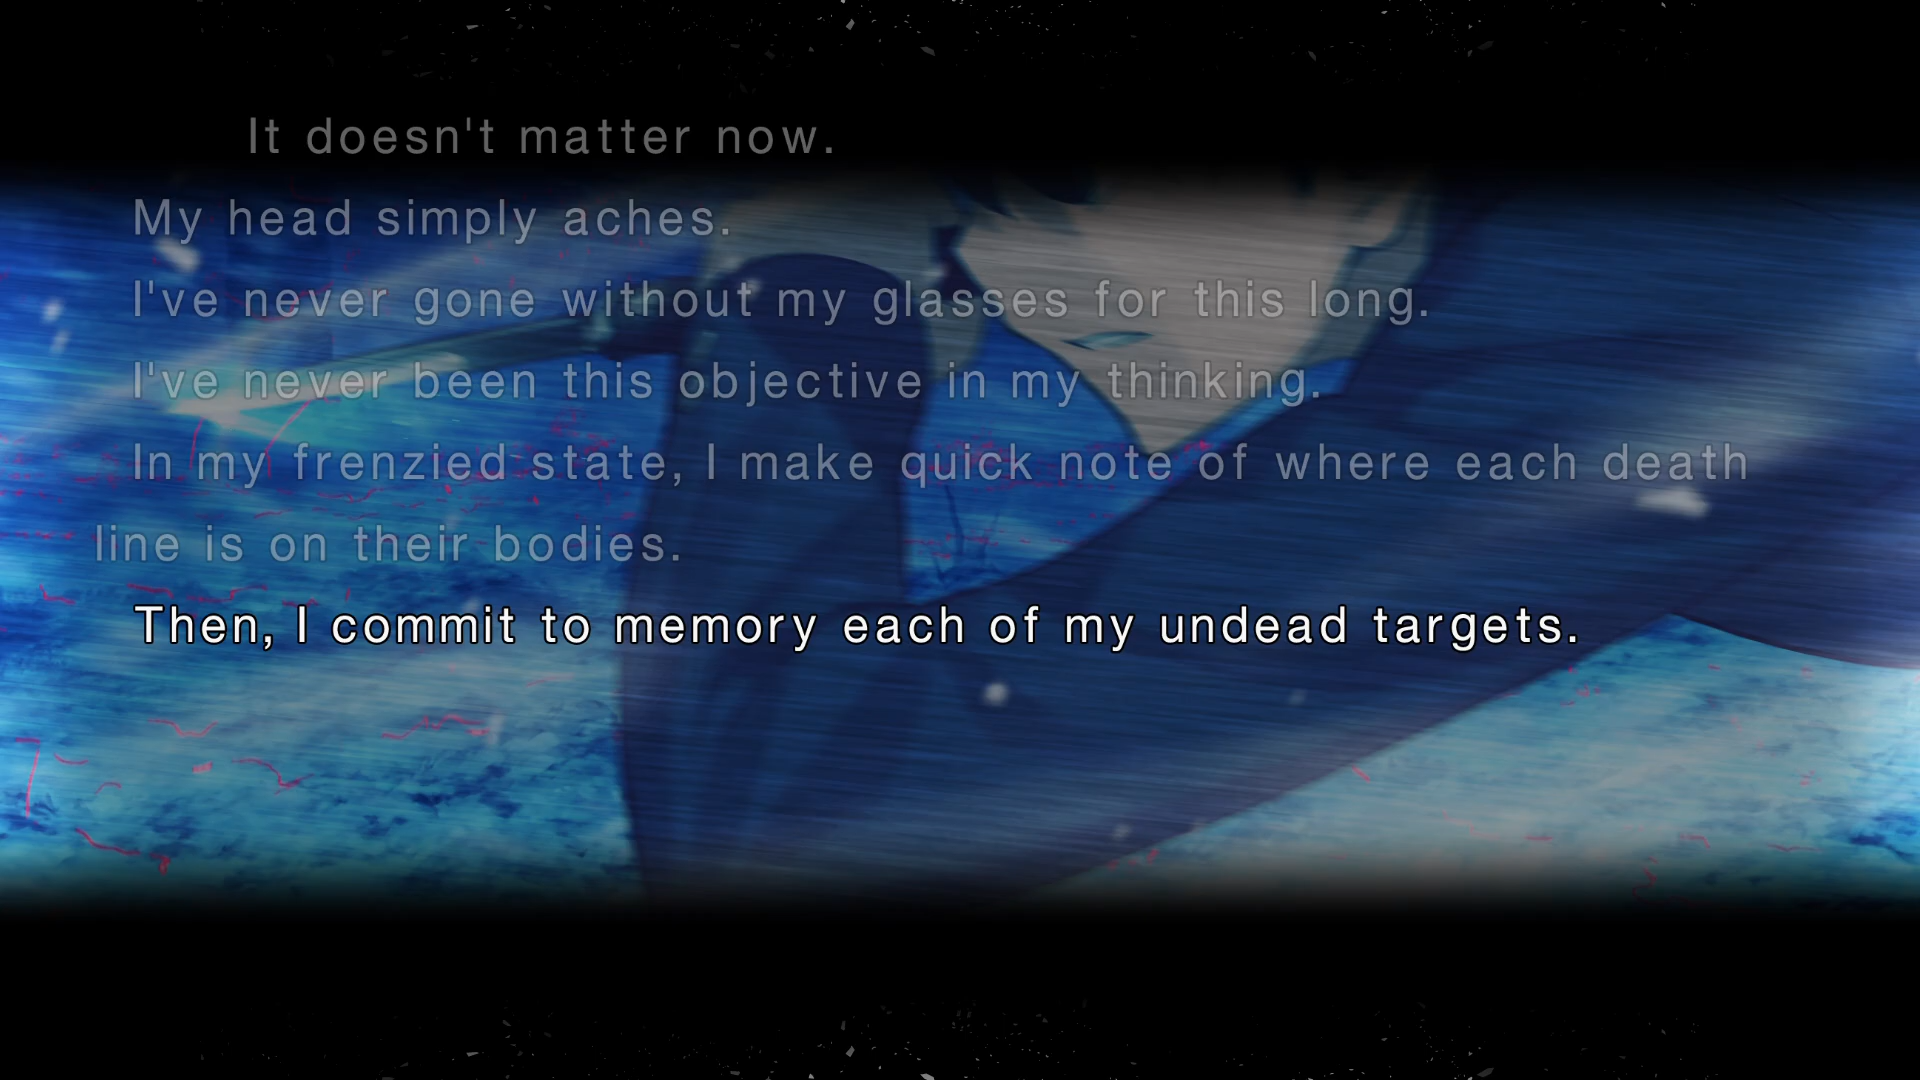 It doesn't matter now.
My head simply aches.
I've never gone without my glasses for this long.
I've never been this objective in my thinking.
In my frenzied state, I make quick note of where each death
line is on their bodies.
Then, I commit to memory each of my undead targets.